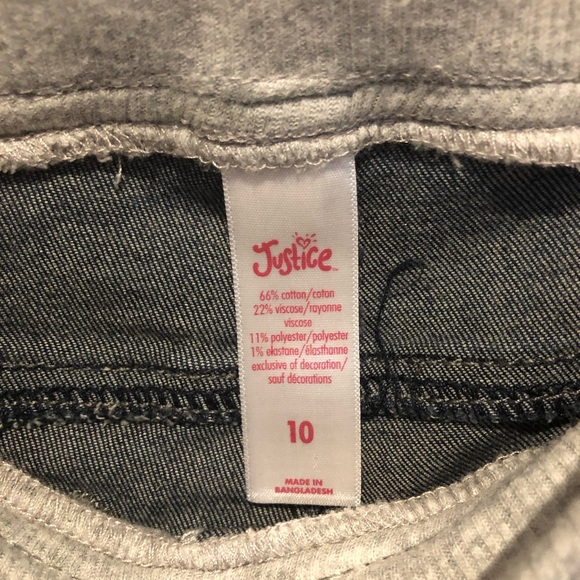 Justice™
66% cotton/coton
22% viscose/rayonne
viscose
11% polyester/polyester
1% elastane/élasthanne
exclusive of decoration/
sauf décorations
10
MADE IN
BANGLADESH